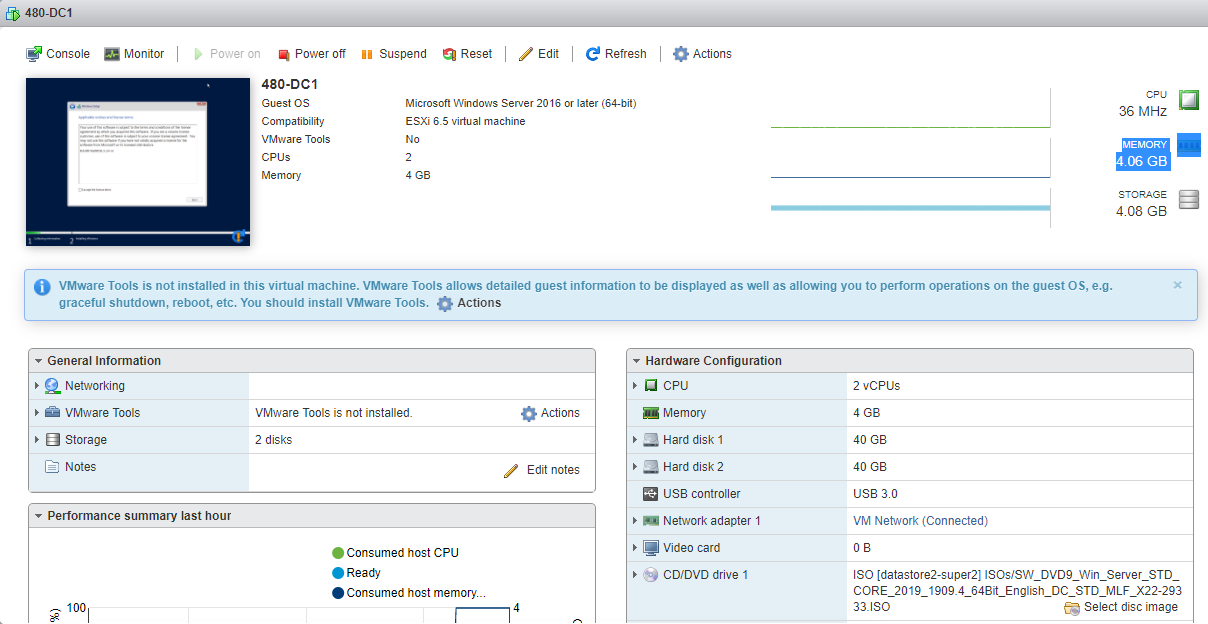 480-DC1
Console Monitor Power on Power off Suspend Reset Edit Refresh Actions
480-DC1
Guest OS Microsoft Windows Server 2016 or later (64-bit)
Compatibility ESXi 6.5 virtual machine
VMware Tools No
CPUs 2
Memory 4 GB
CPU
36 MHz
MEMORY
4.06 GB
STORAGE
4.08 GB
VMware Tools is not installed in this virtual machine. VMware Tools allows detailed guest information to be displayed as well as allowing you to perform operations on the guest OS, e.g.
graceful shutdown, reboot, etc. You should install VMware Tools. Actions
General Information
Networking
VMware Tools VMware Tools is not installed. Actions
Storage 2 disks
Notes Edit notes
Performance summary last hour
Consumed host CPU
Ready
Consumed host memory...
100 4
Hardware Configuration
CPU 2 vCPUs
Memory 4 GB
Hard disk 1 40 GB
Hard disk 2 40 GB
USB controller USB 3.0
Network adapter 1 VM Network (Connected)
Video card 0 B
CD/DVD drive 1 ISO [datastore2-super2] ISOs/SW_DVD9_Win_Server_STD_
CORE_2019_1909.4_64Bit_English_DC_STD_MLF_X22-293
33.ISO Select disc image